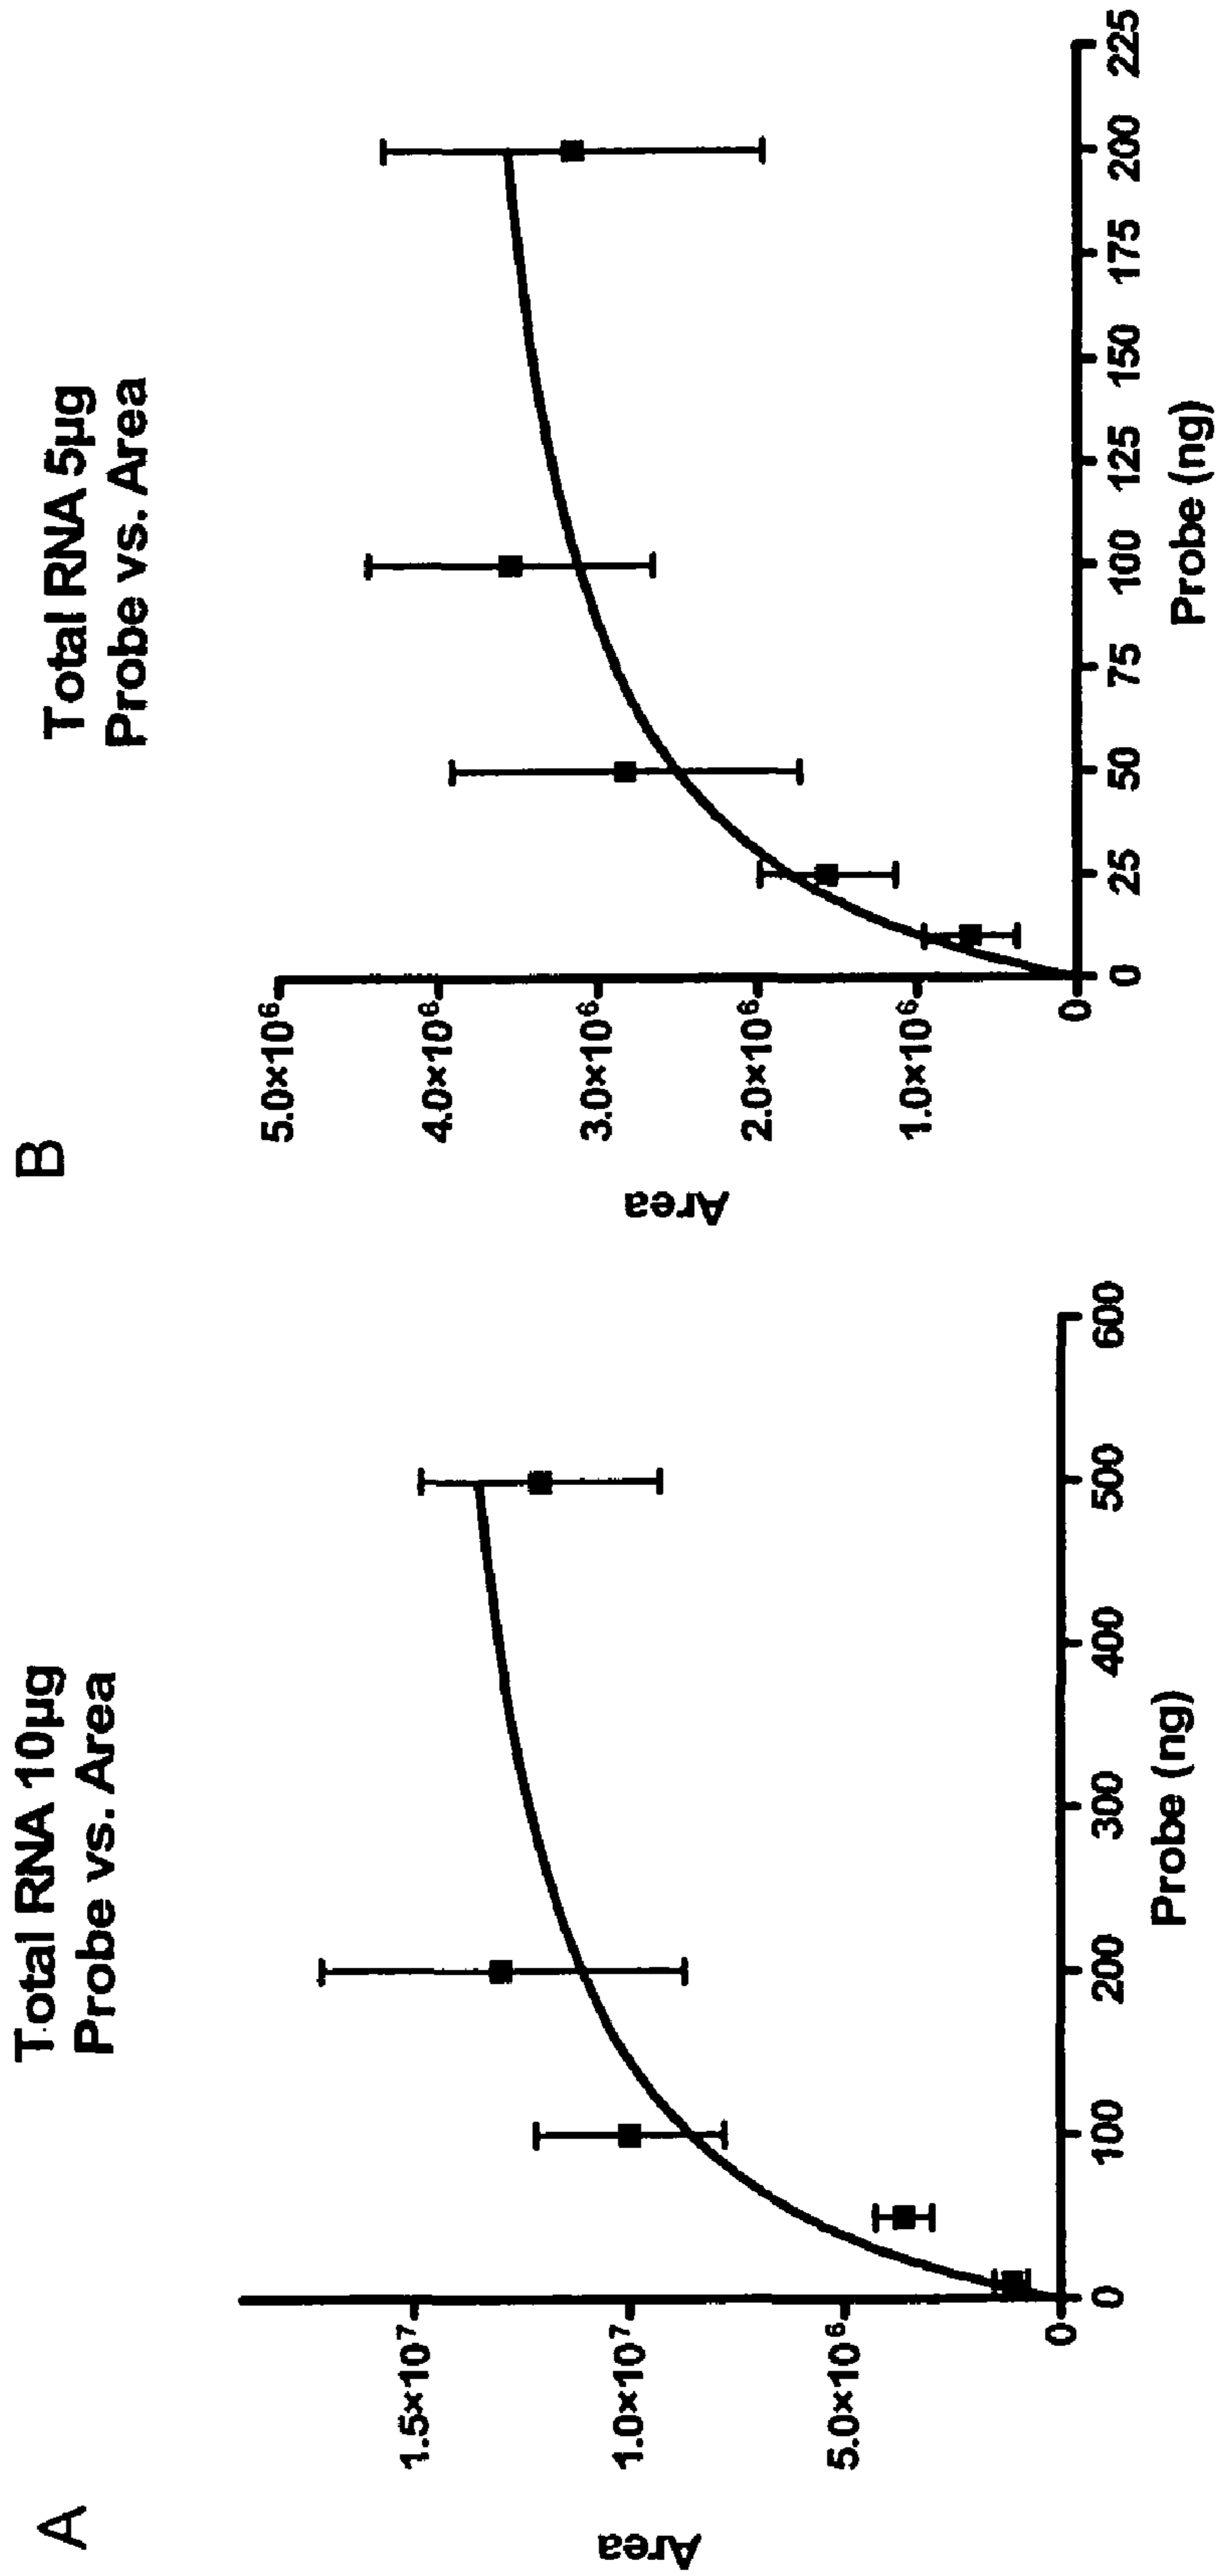 A
Total RNA 10µg
Probe vs. Area
Area
1.5×10⁷
1.0×10⁷
5.0×10⁶
0
0 100 200 300 400 500 600
Probe (ng)
B
Total RNA 5µg
Probe vs. Area
Area
5.0×10⁶
4.0×10⁶
3.0×10⁶
2.0×10⁶
1.0×10⁶
0
0 25 50 75 100 125 150 175 200 225
Probe (ng)